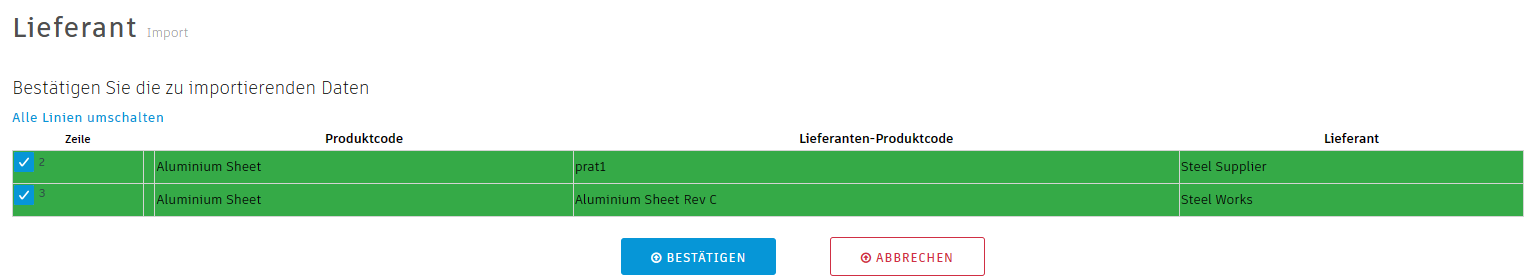 Lieferant Import
Bestätigen Sie die zu importierenden Daten
Alle Linien umschalten
Zeile Produktcode Lieferanten-Produktcode Lieferant
2 Aluminium Sheet prat1 Steel Supplier
3 Aluminium Sheet Aluminium Sheet Rev C Steel Works
BESTÄTIGEN ABBRECHEN